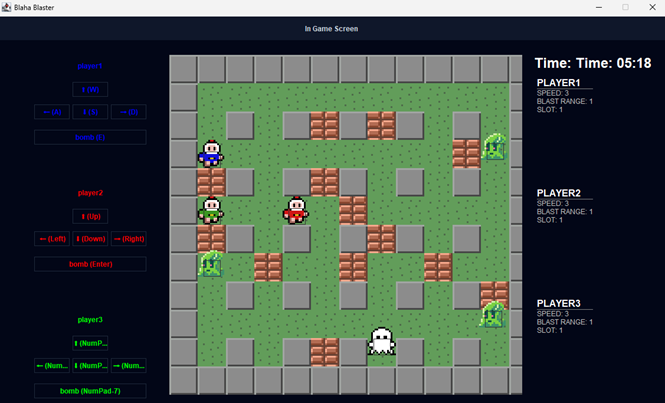 Blaha Blaster
In Game Screen
player1
⬆ (W)
⬅ (A) ⬇ (S) ➡ (D)
bomb (F)
player2
⬆ (Up)
⬅ (Left) ⬇ (Down) ➡ (Right)
bomb (Enter)
player3
⬆ (NumP...
⬅ (Num... ⬇ (NumP... ➡ (Num...
bomb (NumPad-7)
Time: Time: 05:18
PLAYER1
SPEED: 3
BLAST RANGE: 1
SLOT: 1
PLAYER2
SPEED: 3
BLAST RANGE: 1
SLOT: 1
PLAYER3
SPEED: 3
BLAST RANGE: 1
SLOT: 1